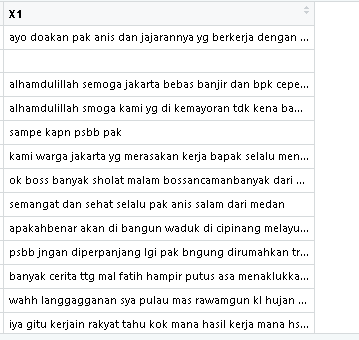 X1
ayo doakan pak anis dan jajarannya yg berkerja dengan ...
alhamdulillah semoga jakarta bebas banjir dan bpk cepe...
alhamdulillah smoga kami yg di kemayoran tdk kena ba...
sampe kapn psbb pak
kami warga jakarta yg merasakan kerja bapak selalu men...
ok boss banyak sholat malam bossancamanbanyak dari ...
semangat dan sehat selalu pak anis salam dari medan
apakahbenar akan di bangun waduk di cipinang melayu...
psbb jngan diperpanjang lgi pak bngung dirumahkan tr...
banyak cerita ttg mal fatih hampir putus asa menaklukka...
wahh langgagganan sya pulau mas rawamgun kl hujan ...
iya gitu kerjain rakyat tahu kok mana hasil kerja mana hs...